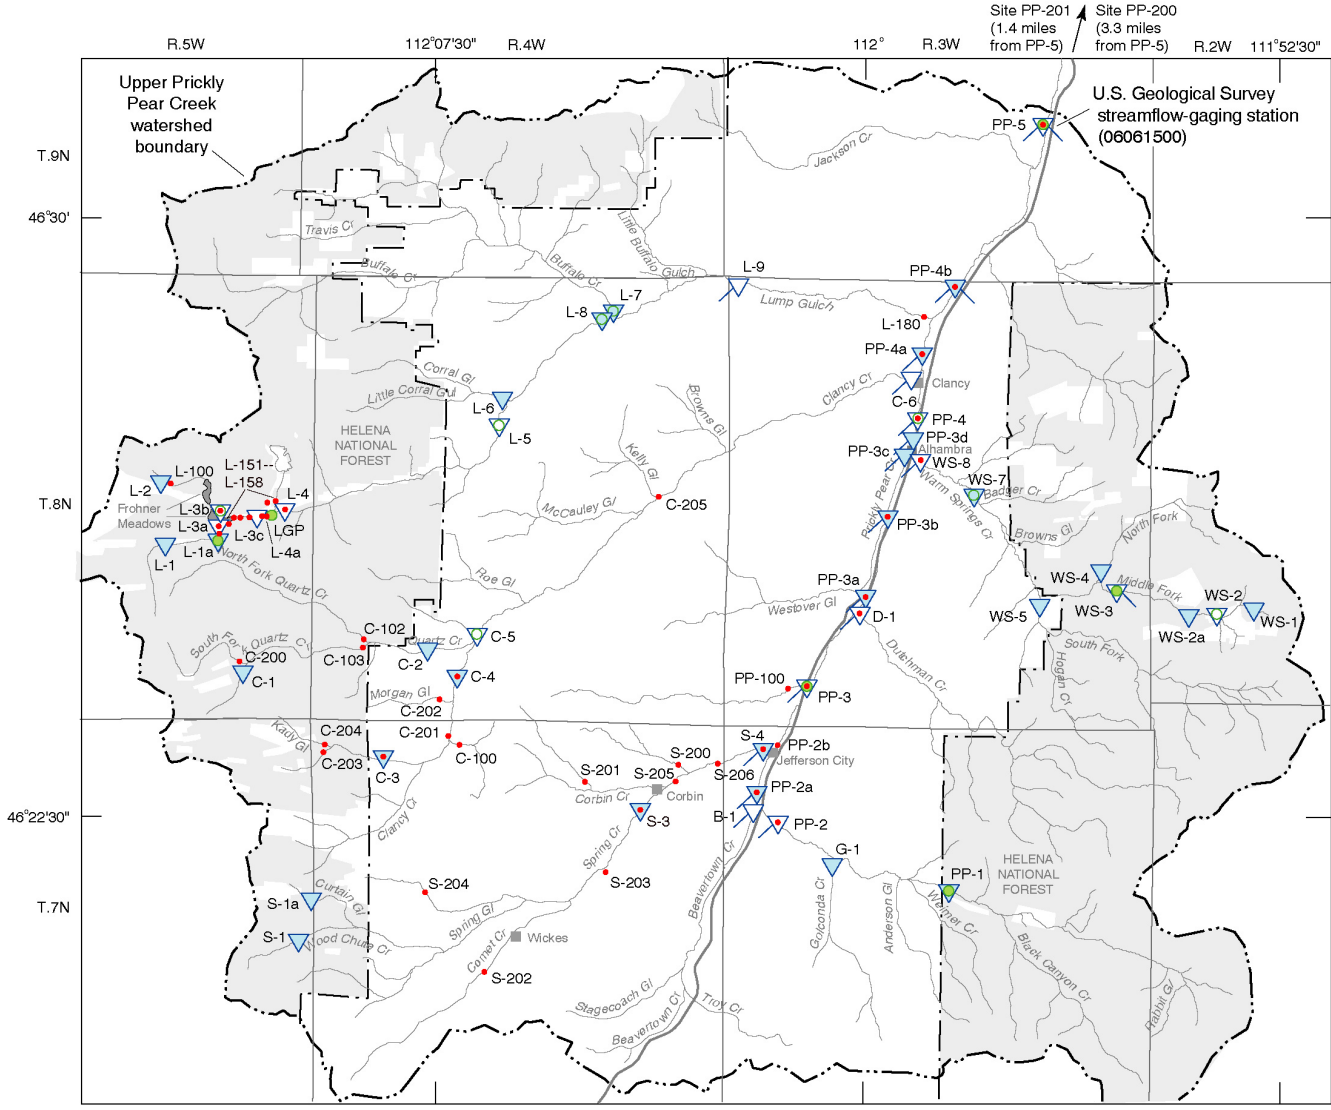 Site PP-201
(1.4 miles
from PP-5)
Site PP-200
(3.3 miles
from PP-5)
R.5W
112°07'30"
R.4W
112°
R.3W
R.2W
111°52'30"
Upper Prickly
Pear Creek
watershed
boundary
U.S. Geological Survey
streamflow-gaging station
(06061500)
PP-5
Jackson Cr
T.9N
46°30'
Travis Cr
Buffalo Cr
Little Buffalo
Gulch
Buffalo Cr
L-9
PP-4b
L-7
L-8
Lump Gulch
L-180
PP-4a
Corral Gl
Little Corral Gul
Clancy Cr
Clancy
C-6
Browns Gl
L-6
L-5
PP-4
PP-3d
Alhambra
PP-3c
WS-8
HELENA
NATIONAL
FOREST
Kelly Gl
WS-7
Badger Cr
L-100
L-151--
L-158
L-4
L-2
C-205
T.8N
Frohner
Meadows
L-3b
L-3a
L-3c
LGP
L-4a
L-1a
L-1
McCauley Gl
Prickly Pear Cr
PP-3b
Warm Springs Cr
Browns Gl
North Fork
North Fork Quartz Cr
Roe Gl
PP-3a
Westover Gl
D-1
WS-4
Middle Fork
WS-3
WS-2
WS-5
WS-2a
WS-1
C-102
South Fork Quartz Cr
Quartz Cr
C-5
C-103
C-2
C-200
C-1
C-4
Dutchman Cr
South Fork
Hogan Cr
Morgan Gl
C-202
PP-100
PP-3
Kady Gl
C-204
C-203
C-201
C-100
C-3
S-4
PP-2b
Jefferson City
S-200
S-201
S-205
S-206
Corbin Cr
Corbin
PP-2a
46°22'30"
Clancy Cr
S-3
B-1
PP-2
Spring Cr
G-1
HELENA
NATIONAL
FOREST
PP-1
S-203
S-204
Beavertown Cr
Golconda Cr
Anderson Gl
Weimer Cr
T.7N
Curtain Gl
S-1a
Spring Gl
S-1
Wood Chute Cr
Comet Cr
Wickes
S-202
Black Canyon Cr
Rabbit Gl
Stagecoach Gl
Troy Cr
Beavertown Cr